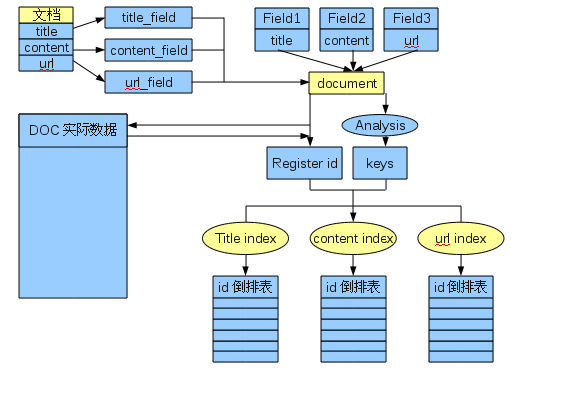 文档
title
content
url
title_field
content_field
url_field
Field1
title
Field2
content
Field3
url
document
DOC 实际数据
Analysis
Register id
keys
Title index
content index
url index
id 倒排表
id 倒排表
id 倒排表